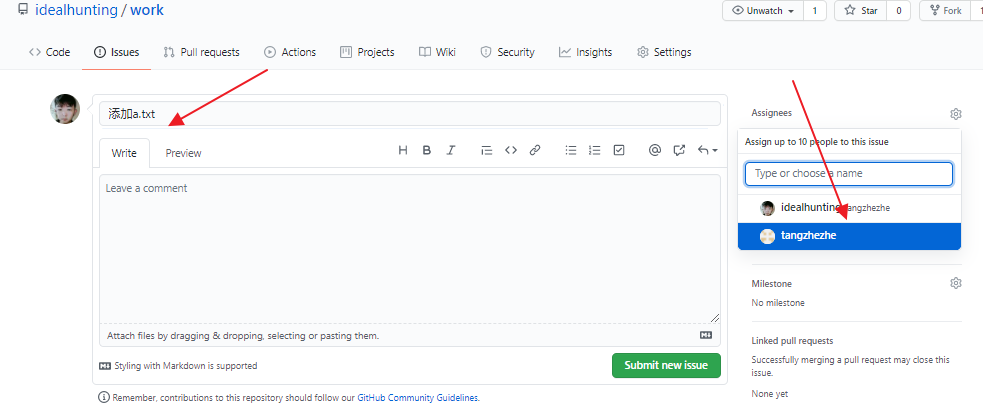 idealhunting / work
Unwatch 1 Star 0 Fork 1
Code Issues Pull requests Actions Projects Wiki Security Insights Settings
添加a.txt
Write Preview
Leave a comment
Attach files by dragging & dropping, selecting or pasting them.
Styling with Markdown is supported
Submit new issue
Remember, contributions to this repository should follow our GitHub Community Guidelines.
Assignees
Assign up to 10 people to this issue
Type or choose a name
idealhunting tangzhezhe
tangzhezhe
Milestone
No milestone
Linked pull requests
Successfully merging a pull request may close this
issue.
None yet